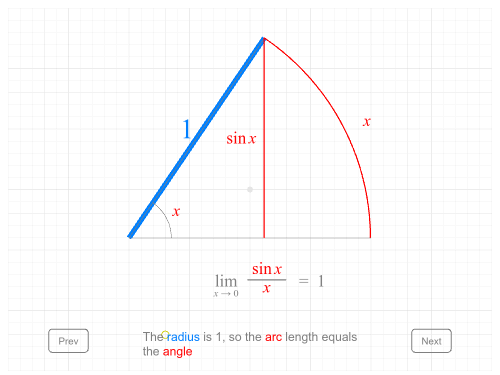 1
sin x
x
x
lim x → 0 sin x / x = 1
Prev
The radius is 1, so the arc length equals
the angle
Next